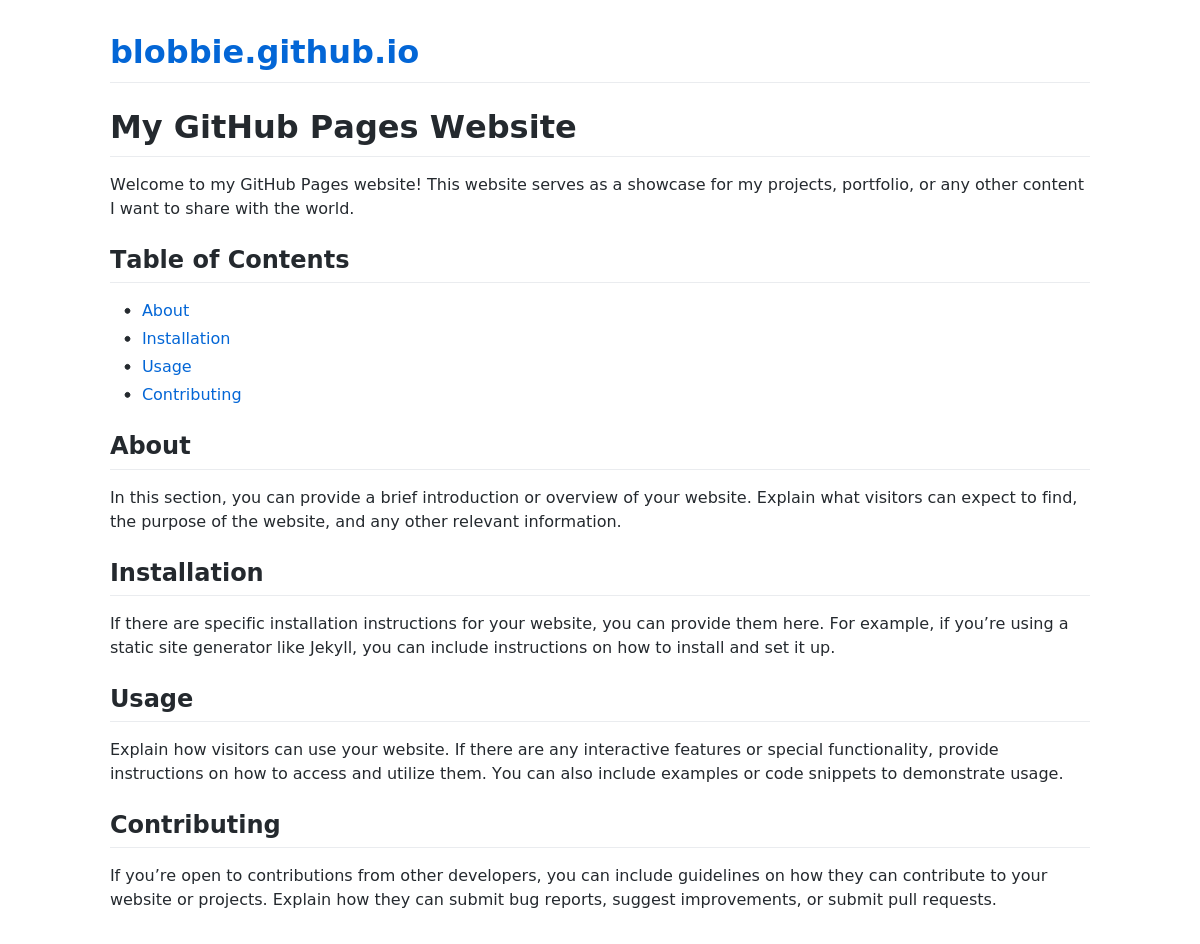 blobbie.github.io
My GitHub Pages Website
Welcome to my GitHub Pages website! This website serves as a showcase for my projects, portfolio, or any other content
I want to share with the world.
Table of Contents
About
Installation
Usage
Contributing
About
In this section, you can provide a brief introduction or overview of your website. Explain what visitors can expect to find,
the purpose of the website, and any other relevant information.
Installation
If there are specific installation instructions for your website, you can provide them here. For example, if you’re using a
static site generator like Jekyll, you can include instructions on how to install and set it up.
Usage
Explain how visitors can use your website. If there are any interactive features or special functionality, provide
instructions on how to access and utilize them. You can also include examples or code snippets to demonstrate usage.
Contributing
If you’re open to contributions from other developers, you can include guidelines on how they can contribute to your
website or projects. Explain how they can submit bug reports, suggest improvements, or submit pull requests.